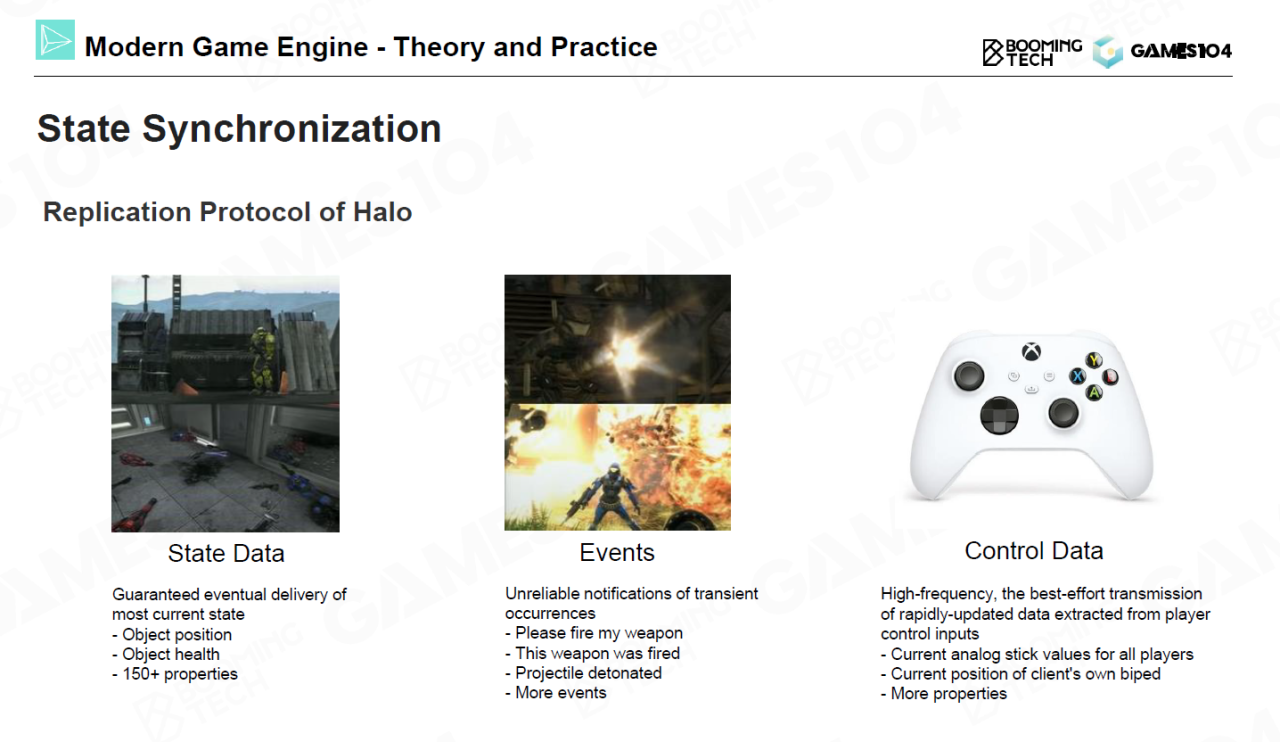 Modern Game Engine - Theory and Practice
BOOMING
TECH
GAMES104
State Synchronization
Replication Protocol of Halo
State Data
Guaranteed eventual delivery of
most current state
- Object position
- Object health
- 150+ properties
Events
Unreliable notifications of transient
occurrences
- Please fire my weapon
- This weapon was fired
- Projectile detonated
- More events
Y
X
A
Control Data
High-frequency, the best-effort transmission
of rapidly-updated data extracted from player
control inputs
- Current analog stick values for all players
- Current position of client's own biped
- More properties